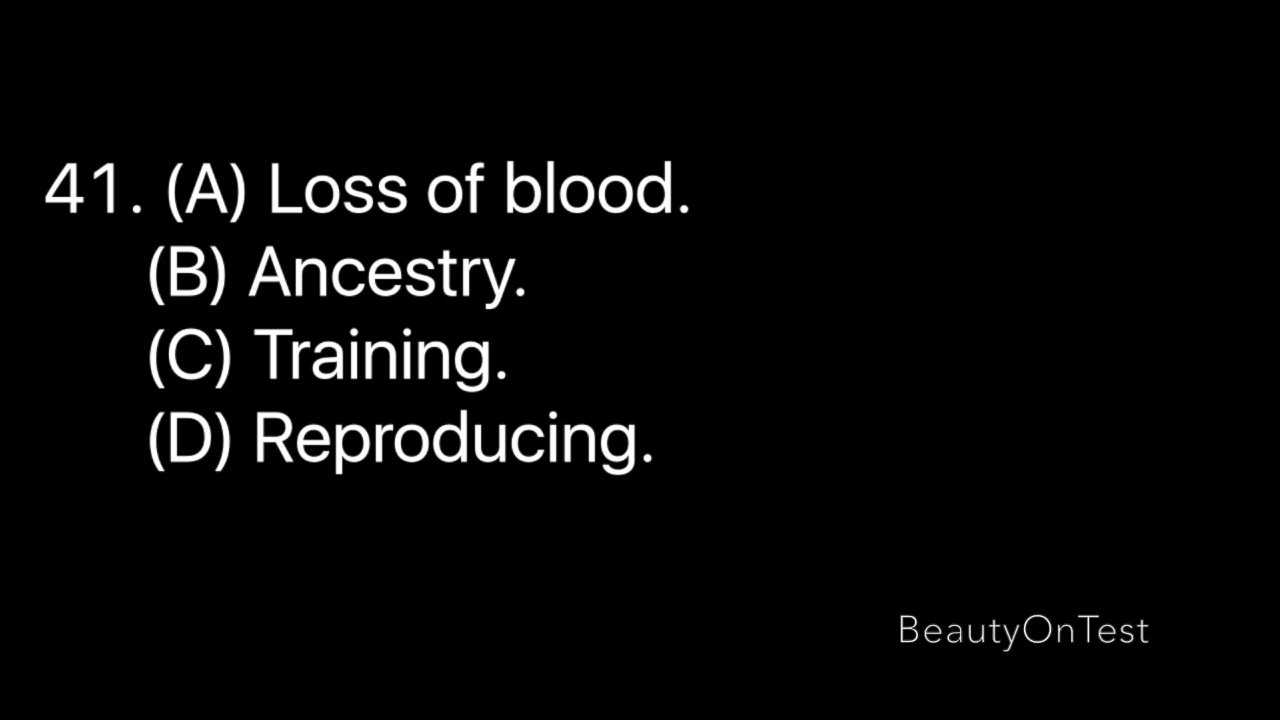 41. (A) Loss of blood.
(B) Ancestry.
(C) Training.
(D) Reproducing.
BeautyOnTest